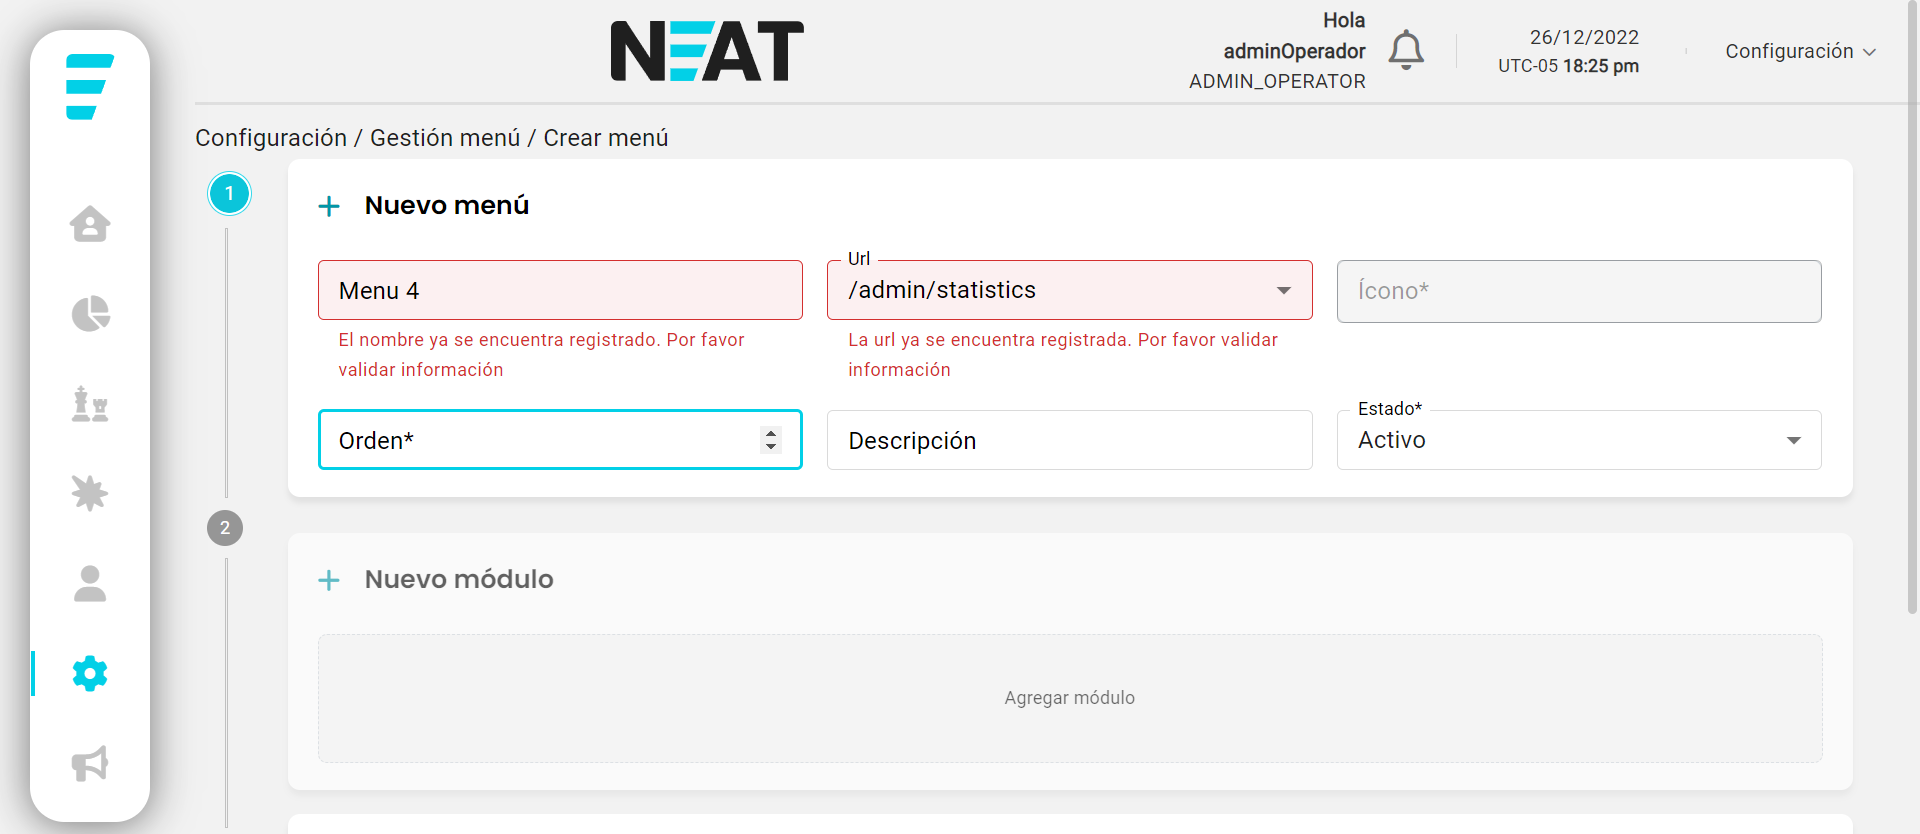 NEAT
Hola
adminOperador
ADMIN_OPERATOR
26/12/2022
UTC-05 18:25 pm
Configuración
Configuración / Gestión menú / Crear menú
1
Nuevo menú
Menu 4
El nombre ya se encuentra registrado. Por favor
validar información
Url
/admin/statistics
La url ya se encuentra registrada. Por favor validar
información
Ícono*
Orden*
Descripción
Estado*
Activo
2
Nuevo módulo
Agregar módulo